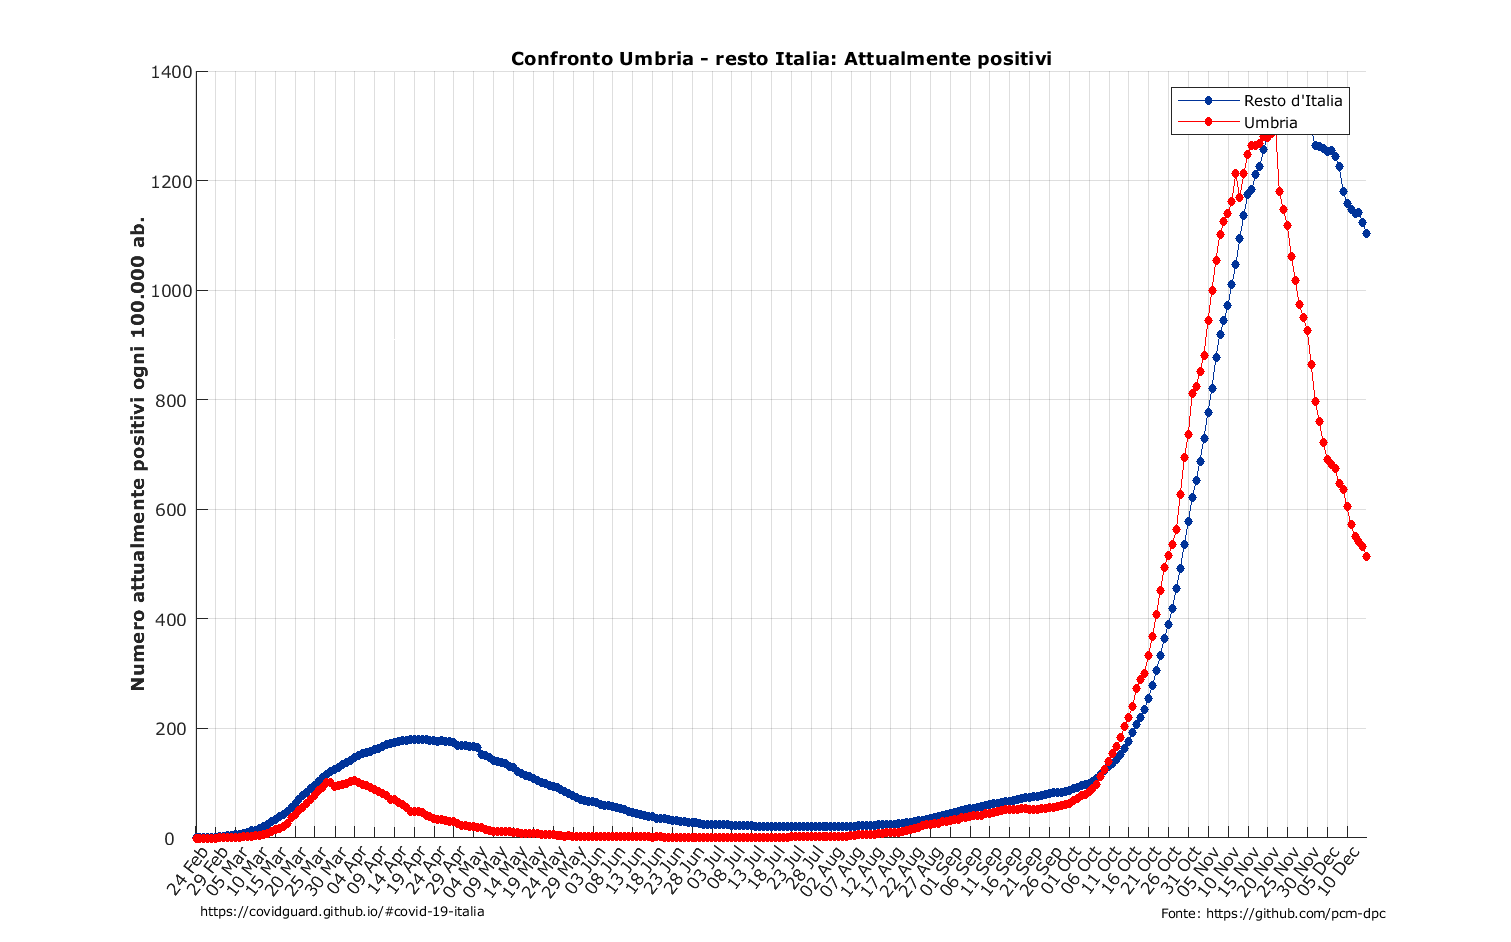 Confronto Umbria - resto Italia: Attualmente positivi
Numero attualmente positivi ogni 100.000 ab.
1400
1200
1000
800
600
400
200
0
Resto d'Italia
Umbria
24 Feb
29 Feb
05 Mar
10 Mar
15 Mar
20 Mar
25 Mar
30 Mar
04 Apr
09 Apr
14 Apr
19 Apr
24 Apr
29 Apr
04 May
09 May
14 May
19 May
24 May
29 May
03 Jun
08 Jun
13 Jun
18 Jun
23 Jun
28 Jun
03 Jul
08 Jul
13 Jul
18 Jul
23 Jul
28 Jul
02 Aug
07 Aug
12 Aug
17 Aug
22 Aug
27 Aug
01 Sep
06 Sep
11 Sep
16 Sep
21 Sep
26 Sep
01 Oct
06 Oct
11 Oct
16 Oct
21 Oct
26 Oct
31 Oct
05 Nov
10 Nov
15 Nov
20 Nov
25 Nov
30 Nov
05 Dec
10 Dec
https://covidguard.github.io/#covid-19-italia
Fonte: https://github.com/pcm-dpc